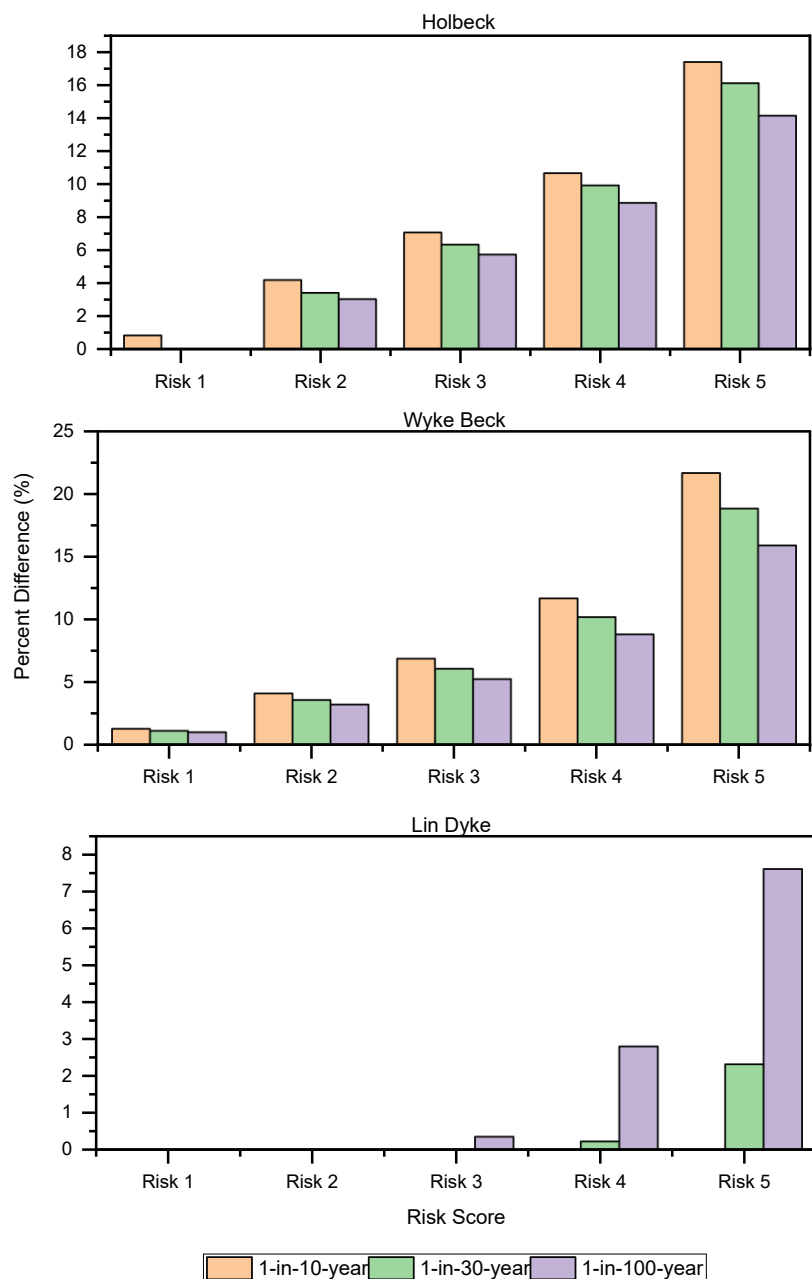 Holbeck
18
16
14
12
10
8
6
4
2
0
Risk 1 Risk 2 Risk 3 Risk 4 Risk 5
Percent Difference (%)
Wyke Beck
25
20
15
10
5
0
Risk 1 Risk 2 Risk 3 Risk 4 Risk 5
Lin Dyke
8
7
6
5
4
3
2
1
0
Risk 1 Risk 2 Risk 3 Risk 4 Risk 5
Risk Score
1-in-10-year 1-in-30-year 1-in-100-year